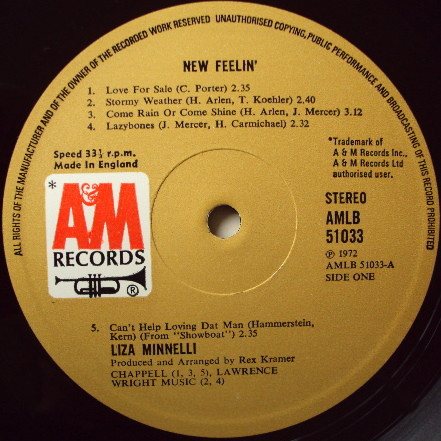 ALL RIGHTS OF THE MANUFACTURER AND OF THE OWNER OF THE RECORDED WORK RESERVED UNAUTHORISED COPYING, PUBLIC PERFORMANCE AND BROADCASTING OF THIS RECORD PROHIBITED
NEW FEELIN'
1. Love For Sale (C. Porter) 2.35
2. Stormy Weather (H. Arlen, T. Koehler) 2.40
3. Come Rain Or Come Shine (H. Arlen, J. Mercer) 3.12
4. Lazybones (J. Mercer, H. Carmichael) 2.32
Speed 33⅓ r.p.m.
Made In England
*Trademark of
A & M Records Inc.,
A & M Records Ltd
authorised user.
* A&M
RECORDS
®
STEREO
AMLB
51033
℗ 1972
AMLB 51033-A
SIDE ONE
5. Can't Help Loving Dat Man (Hammerstein,
Kern) (From "Showboat") 2.35
LIZA MINNELLI
Produced and Arranged by Rex Kramer
CHAPPELL (1, 3, 5), LAWRENCE
WRIGHT MUSIC (2, 4)